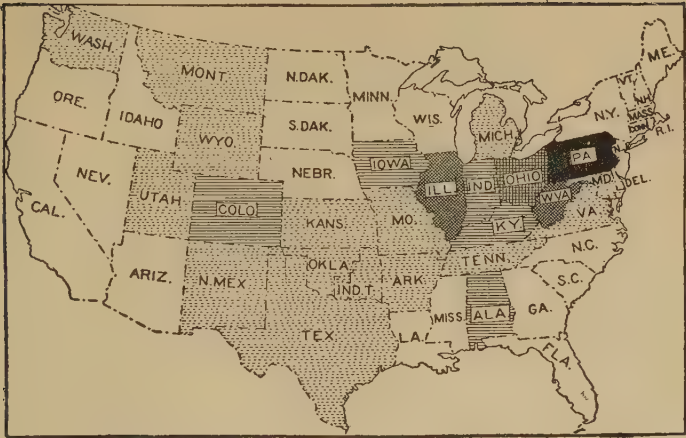 WASH.
MONT.
N.DAK.
MINN.
ME.
VT.
N.H.
ORE.
IDAHO
S.DAK.
WIS.
MICH.
N.Y.
MASS.
CONN.
R.I.
WYO.
NEBR.
IOWA
PA
NEV.
UTAH
COLO.
ILL.
IND.
OHIO
W.VA.
MD.
DEL.
CAL.
KANS.
MO.
KY.
VA.
ARIZ.
N.MEX.
OKLA.
IND.T.
ARK.
TENN.
N.C.
S.C.
TEX.
LA.
MISS.
ALA.
GA.
FLA.